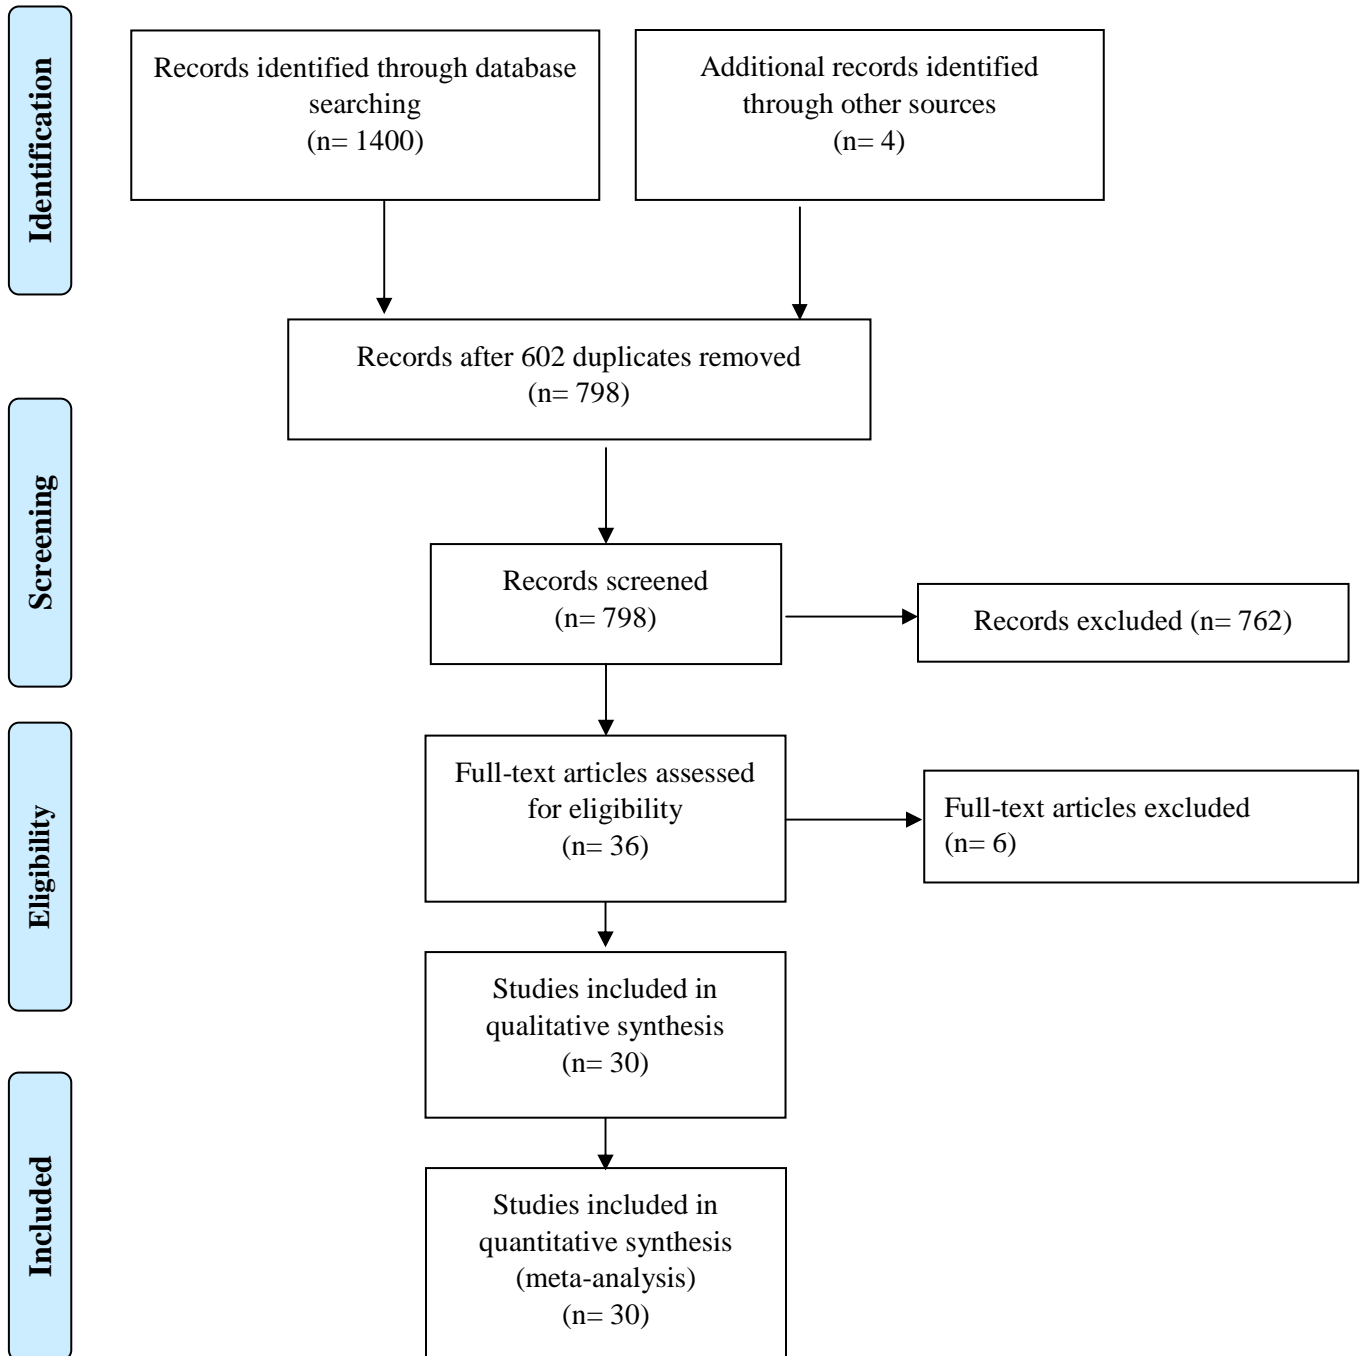 Identification
Records identified through database
searching
(n= 1400)
Additional records identified
through other sources
(n= 4)
Records after 602 duplicates removed
(n= 798)
Screening
Records screened
(n= 798)
Records excluded (n= 762)
Eligibility
Full-text articles assessed
for eligibility
(n= 36)
Full-text articles excluded
(n= 6)
Studies included in
qualitative synthesis
(n= 30)
Included
Studies included in
quantitative synthesis
(meta-analysis)
(n= 30)